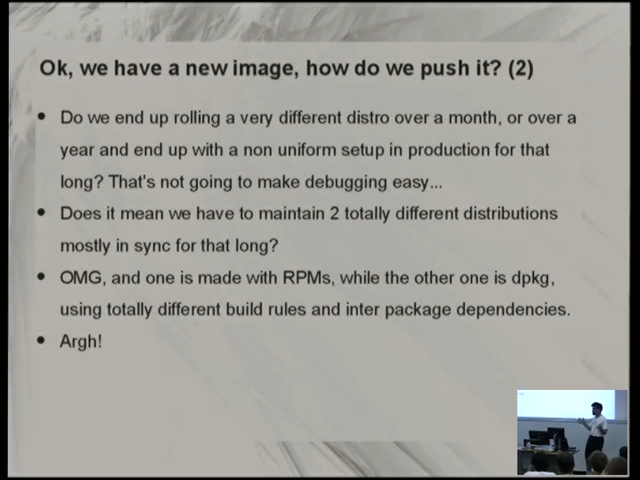 Ok, we have a new image, how do we push it? (2)
• Do we end up rolling a very different distro over a month, or over a
year and end up with a non uniform setup in production for that
long? That's not going to make debugging easy...
• Does it mean we have to maintain 2 totally different distributions
mostly in sync for that long?
• OMG, and one is made with RPMs, while the other one is dpkg,
using totally different build rules and inter package dependencies.
• Argh!